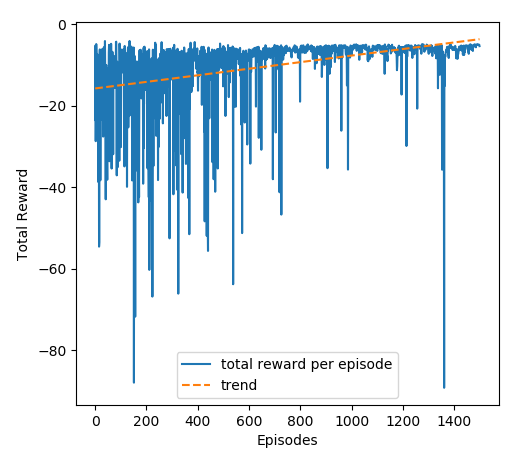 0
−20
−40
−60
−80
Total Reward
total reward per episode
trend
0 200 400 600 800 1000 1200 1400
Episodes